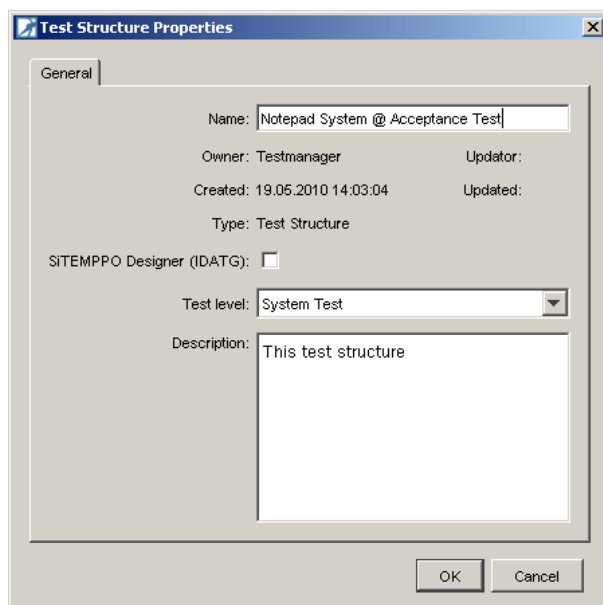 Test Structure Properties
General
Name: Notepad System @ Acceptance Test
Owner: Testmanager Updator:
Created: 19.05.2010 14:03:04 Updated:
Type: Test Structure
SiTEMPPO Designer (IDATG):
Test level: System Test
Description: This test structure
OK Cancel